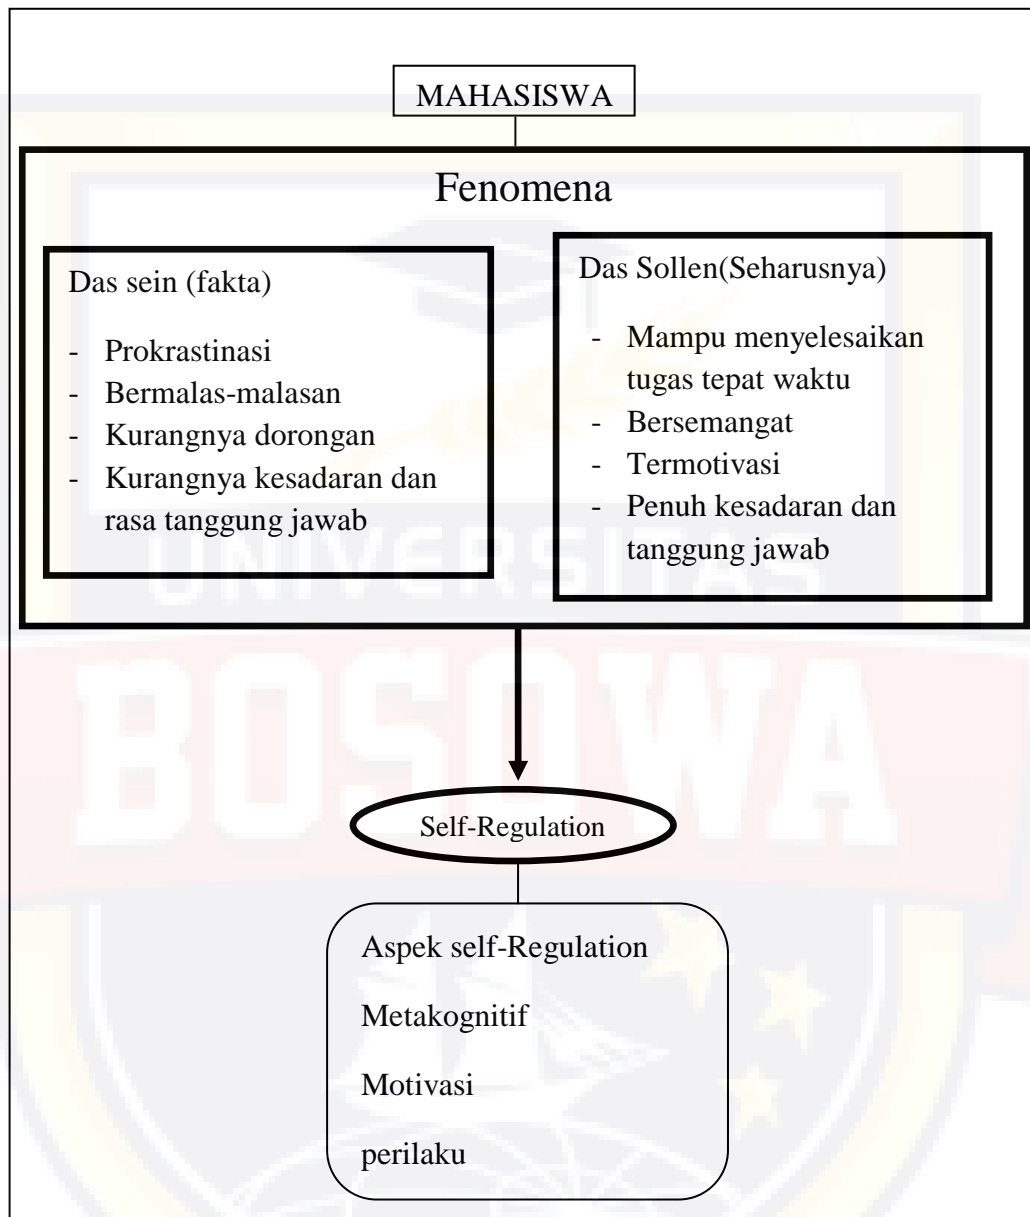 MAHASISWA
Fenomena
Das sein (fakta)
- Prokrastinasi
- Bermalas-malasan
- Kurangnya dorongan
- Kurangnya kesadaran dan
rasa tanggung jawab
Das Sollen(Seharusnya)
- Mampu menyelesaikan
tugas tepat waktu
- Bersemangat
- Termotivasi
- Penuh kesadaran dan
tanggung jawab
UNIVERSITAS
BOSOWA
Self-Regulation
Aspek self-Regulation
Metakognitif
Motivasi
perilaku